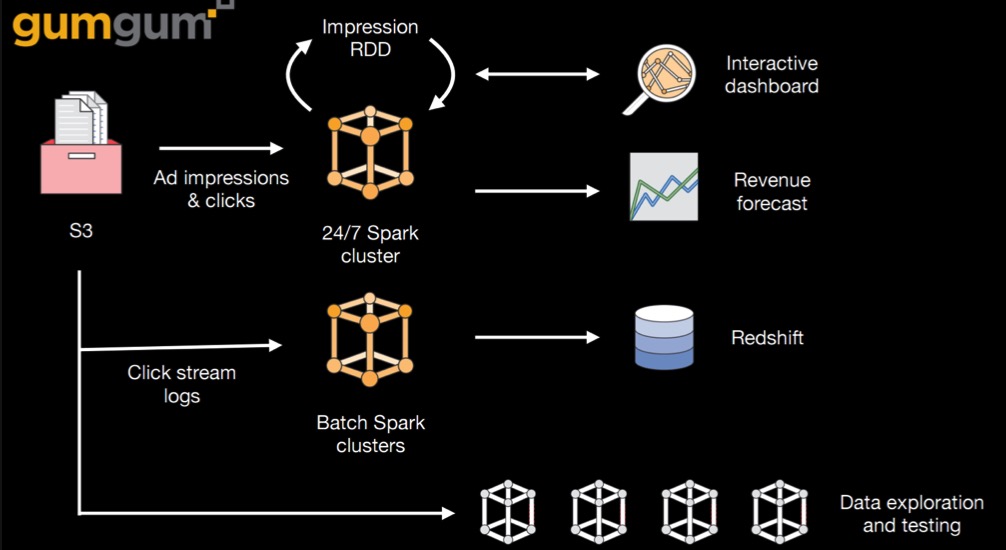 gumgum
Impression
RDD
Interactive
dashboard
Ad impressions
& clicks
S3
24/7 Spark
cluster
Revenue
forecast
Click stream
logs
Batch Spark
clusters
Redshift
Data exploration
and testing